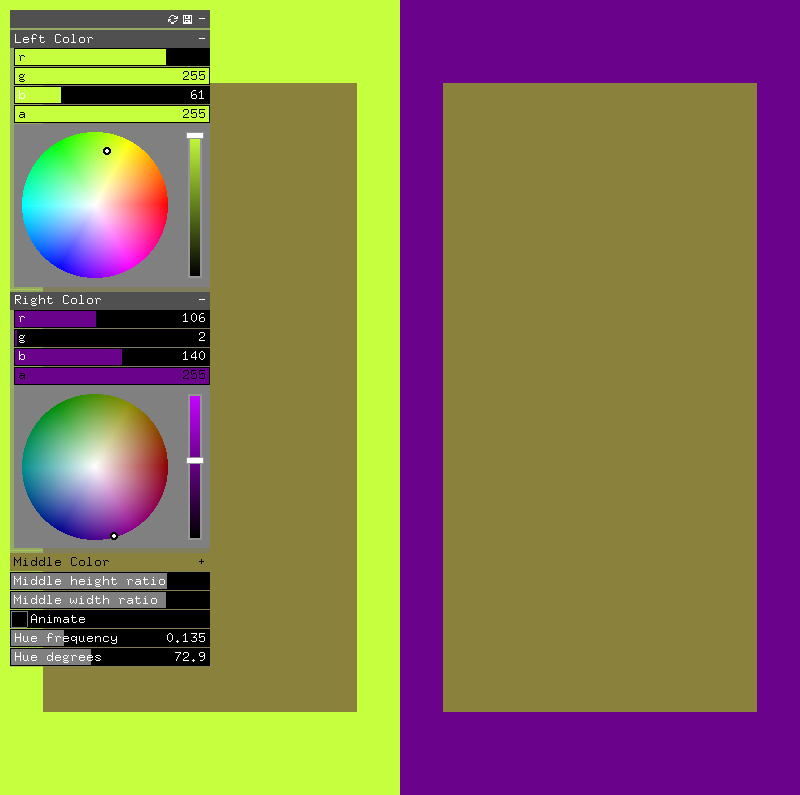 Left Color −
r
g 255
b 61
a 255
Right Color −
r 106
g 2
b 140
a 255
Middle Color +
Middle height ratio
Middle width ratio
Animate
Hue frequency 0.135
Hue degrees 72.9